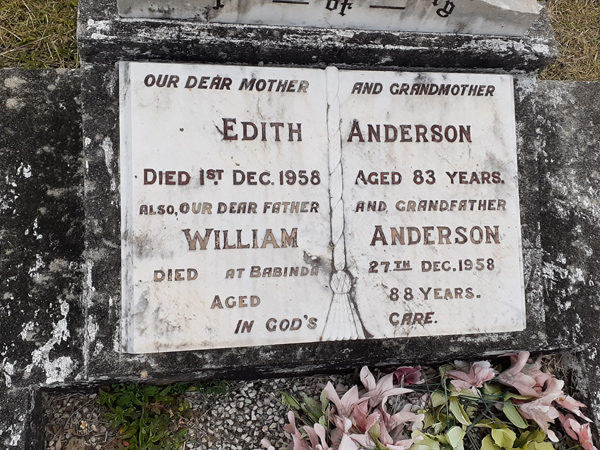 of
OUR DEAR MOTHER AND GRANDMOTHER
EDITH ANDERSON
DIED 1ST. DEC. 1958 AGED 83 YEARS.
ALSO, OUR DEAR FATHER AND GRANDFATHER
WILLIAM ANDERSON
DIED AT BABINDA 27TH DEC. 1958
AGED 88 YEARS.
IN GOD'S CARE.